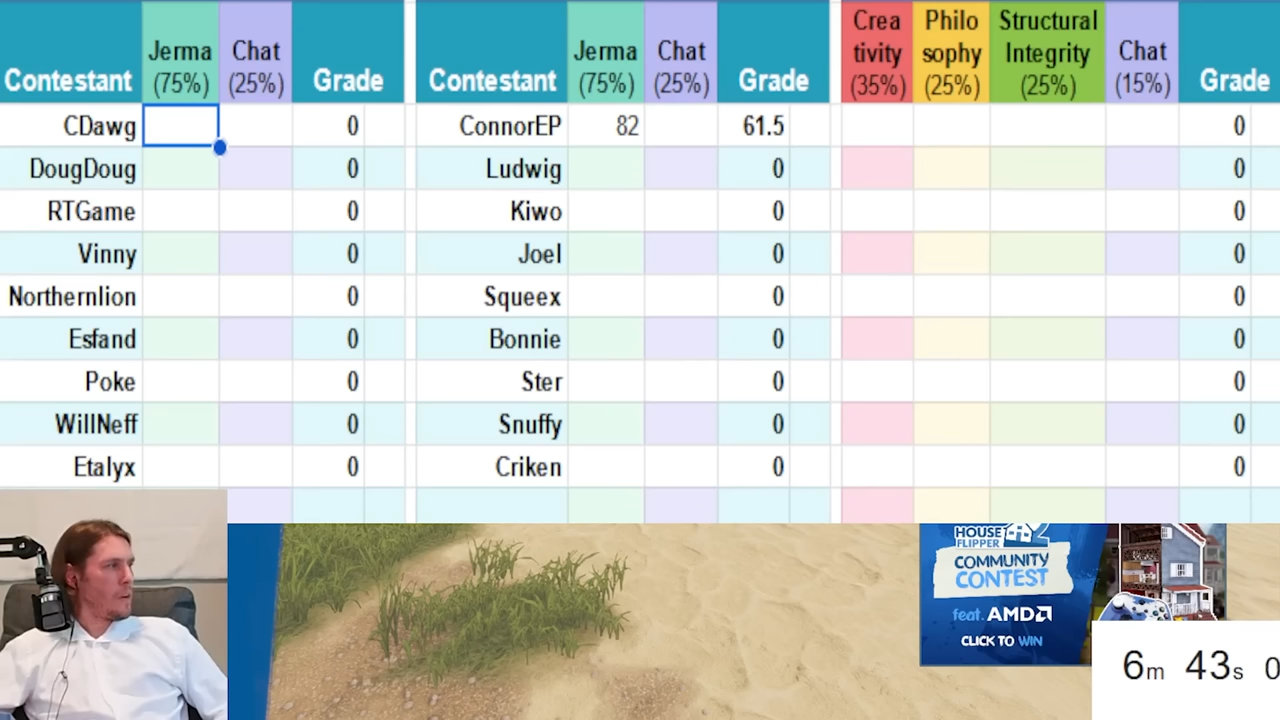 Contestant Jerma (75%) Chat (25%) Grade Contestant Jerma (75%) Chat (25%) Grade Crea tivity (35%) Philo sophy (25%) Structural Integrity (25%) Chat (15%) Grade
CDawg 0 ConnorEP 82 61.5 0
DougDoug 0 Ludwig 0 0
RTGame 0 Kiwo 0 0
Vinny 0 Joel 0 0
Northernlion 0 Squeex 0 0
Esfand 0 Bonnie 0 0
Poke 0 Ster 0 0
WillNeff 0 Snuffy 0 0
Etalyx 0 Criken 0 0
HOUSE FLIPPER 2
COMMUNITY
CONTEST
feat. AMD
CLICK TO WIN
6m 43s 0